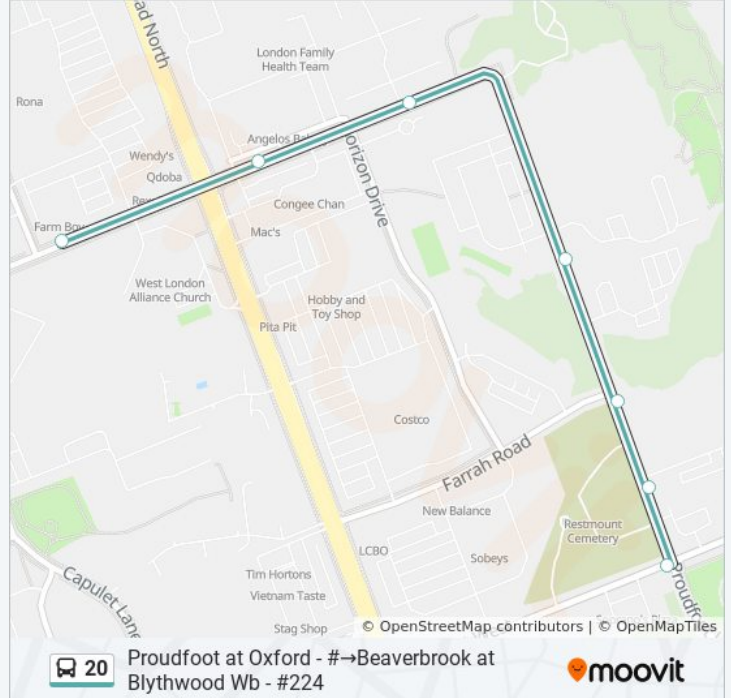 ad North
London Family
Health Team
Rona
Wendy's
Angelos
Qdoba
orizon Drive
Farm Bo
Congee Chan
Mac's
West London
Alliance Church
Hobby and
Toy Shop
Pita Pit
Costco
Farrah Road
New Balance
Restmount
Cemetery
LCBO
Sobeys
Capulet Lane
Tim Hortons
Vietnam Taste
Proudfo
Stag Shop
© OpenStreetMap contributors | © OpenMapTiles
20
Proudfoot at Oxford - #→Beaverbrook at
Blythwood Wb - #224
moovit